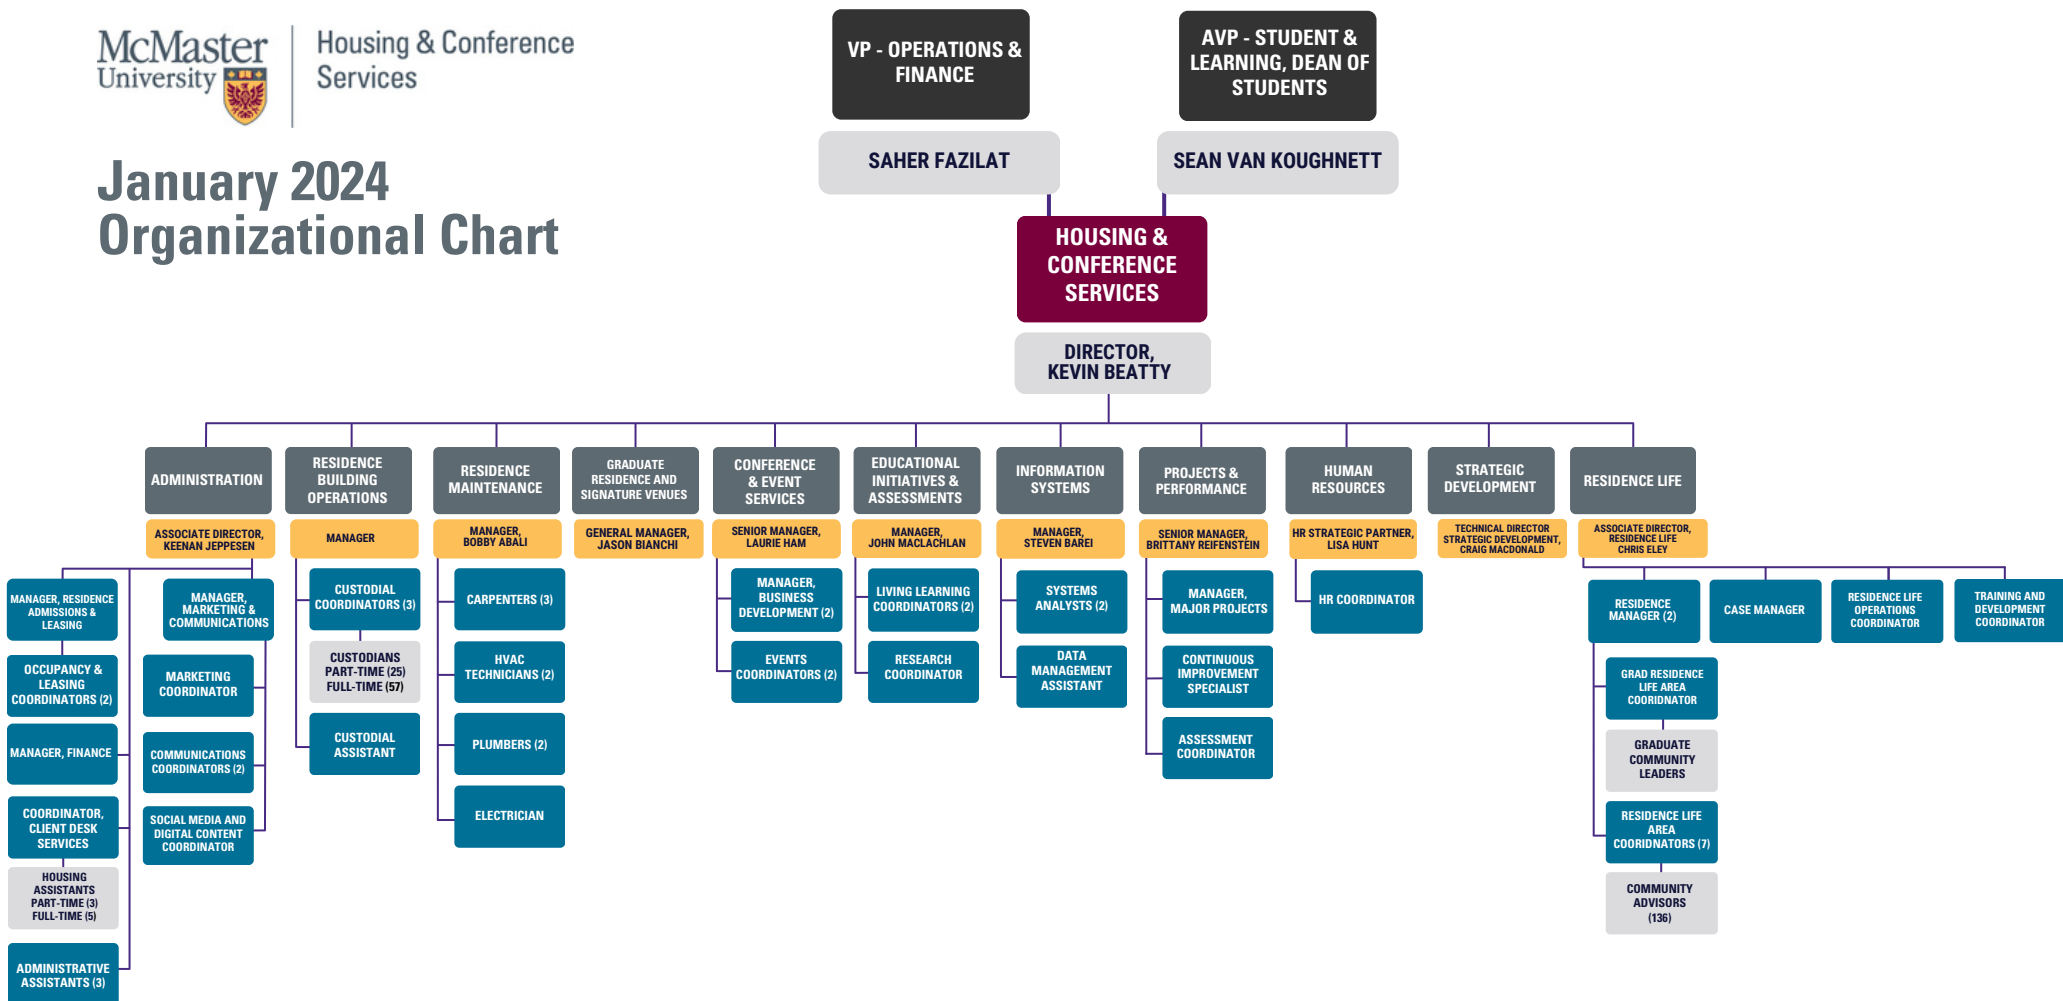 McMaster
University
Housing & Conference
Services
January 2024
Organizational Chart
VP - OPERATIONS &
FINANCE
AVP - STUDENT &
LEARNING, DEAN OF
STUDENTS
SAHER FAZILAT
SEAN VAN KOUGHNETT
HOUSING &
CONFERENCE
SERVICES
DIRECTOR,
KEVIN BEATTY
ADMINISTRATION
ASSOCIATE DIRECTOR,
KEENAN JEPPESEN
MANAGER, RESIDENCE
ADMISSIONS &
LEASING
OCCUPANCY &
LEASING
COORDINATORS (2)
MANAGER, FINANCE
COORDINATOR,
CLIENT DESK
SERVICES
HOUSING
ASSISTANTS
PART-TIME (3)
FULL-TIME (5)
ADMINISTRATIVE
ASSISTANTS (3)
MANAGER,
MARKETING &
COMMUNICATIONS
MARKETING
COORDINATOR
COMMUNICATIONS
COORDINATORS (2)
SOCIAL MEDIA AND
DIGITAL CONTENT
COORDINATOR
RESIDENCE
BUILDING
OPERATIONS
MANAGER
CUSTODIAL
COORDINATORS (3)
CUSTODIANS
PART-TIME (25)
FULL-TIME (57)
CUSTODIAL
ASSISTANT
RESIDENCE
MAINTENANCE
MANAGER,
BOBBY ABALI
CARPENTERS (3)
HVAC
TECHNICIANS (2)
PLUMBERS (2)
ELECTRICIAN
GRADUATE
RESIDENCE AND
SIGNATURE VENUES
GENERAL MANAGER,
JASON BIANCHI
CONFERENCE
& EVENT
SERVICES
SENIOR MANAGER,
LAURIE HAM
MANAGER,
BUSINESS
DEVELOPMENT (2)
EVENTS
COORDINATORS (2)
EDUCATIONAL
INITIATIVES &
ASSESSMENTS
MANAGER,
JOHN MACLACHLAN
LIVING LEARNING
COORDINATORS (2)
RESEARCH
COORDINATOR
INFORMATION
SYSTEMS
MANAGER,
STEVEN BAREI
SYSTEMS
ANALYSTS (2)
DATA
MANAGEMENT
ASSISTANT
PROJECTS &
PERFORMANCE
SENIOR MANAGER,
BRITTANY REIFENSTEIN
MANAGER,
MAJOR PROJECTS
CONTINUOUS
IMPROVEMENT
SPECIALIST
ASSESSMENT
COORDINATOR
HUMAN
RESOURCES
HR STRATEGIC PARTNER,
LISA HUNT
HR COORDINATOR
STRATEGIC
DEVELOPMENT
TECHNICAL DIRECTOR
STRATEGIC DEVELOPMENT,
CRAIG MACDONALD
RESIDENCE LIFE
ASSOCIATE DIRECTOR,
RESIDENCE LIFE
CHRIS ELEY
RESIDENCE
MANAGER (2)
GRAD RESIDENCE
LIFE AREA
COORIDNATOR
GRADUATE
COMMUNITY
LEADERS
RESIDENCE LIFE
AREA
COORIDNATORS (7)
COMMUNITY
ADVISORS
(136)
CASE MANAGER
RESIDENCE LIFE
OPERATIONS
COORDINATOR
TRAINING AND
DEVELOPMENT
COORDINATOR